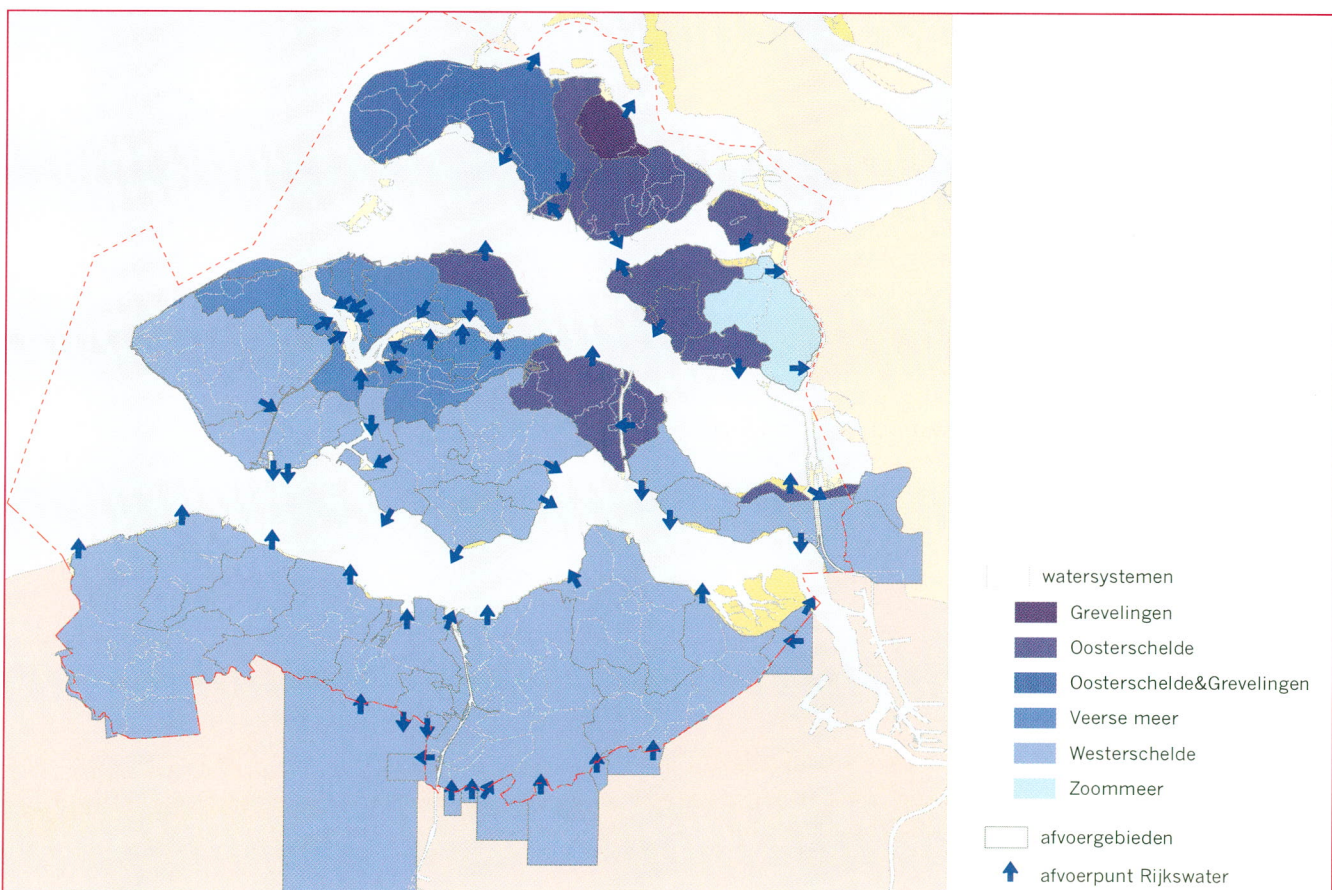 watersystemen
Grevelingen
Oosterschelde
Oosterschelde&Grevelingen
Veerse meer
Westerschelde
Zoommeer
afvoergebieden
afvoerpunt Rijkswater